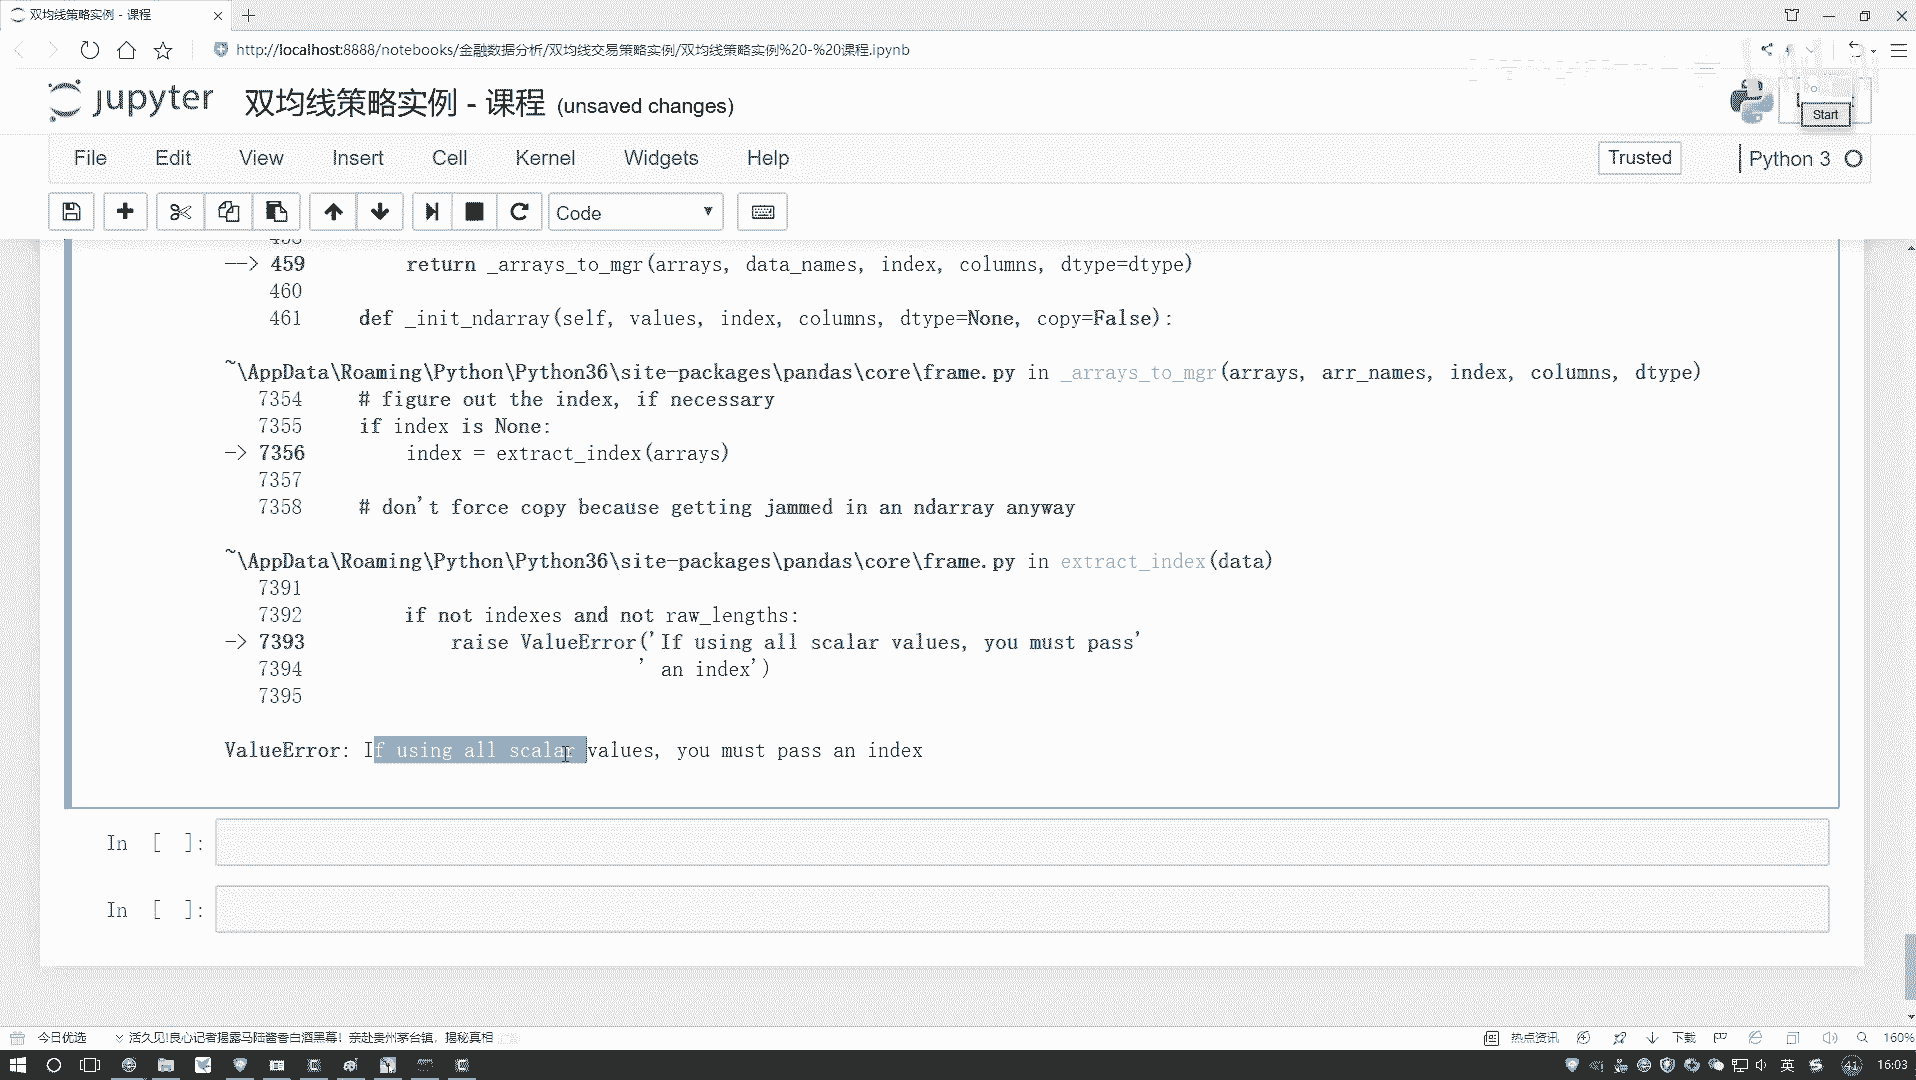 双均线策略实例 - 课程
http://localhost:8888/notebooks/金融数据分析/双均线交易策略实例/双均线策略实例%20-%20课程.ipynb
jupyter 双均线策略实例 - 课程 (unsaved changes)
Start
File Edit View Insert Cell Kernel Widgets Help Trusted Python 3
Code
458
--> 459 return _arrays_to_mgr(arrays, data_names, index, columns, dtype=dtype)
460
461 def _init_ndarray(self, values, index, columns, dtype=None, copy=False):
~\AppData\Roaming\Python\Python36\site-packages\pandas\core\frame.py in _arrays_to_mgr(arrays, arr_names, index, columns, dtype)
7354 # figure out the index, if necessary
7355 if index is None:
-> 7356 index = extract_index(arrays)
7357
7358 # don't force copy because getting jammed in an ndarray anyway
~\AppData\Roaming\Python\Python36\site-packages\pandas\core\frame.py in extract_index(data)
7391
7392 if not indexes and not raw_lengths:
-> 7393 raise ValueError('If using all scalar values, you must pass'
7394 ' an index')
7395
ValueError: If using all scalar values, you must pass an index
In [ ]:
In [ ]:
今日优选 活久见!良心记者揭露马陆酱香白酒黑幕! 亲赴贵州茅台镇, 揭秘真相 热点资讯 下载 160%
英 41 16:03